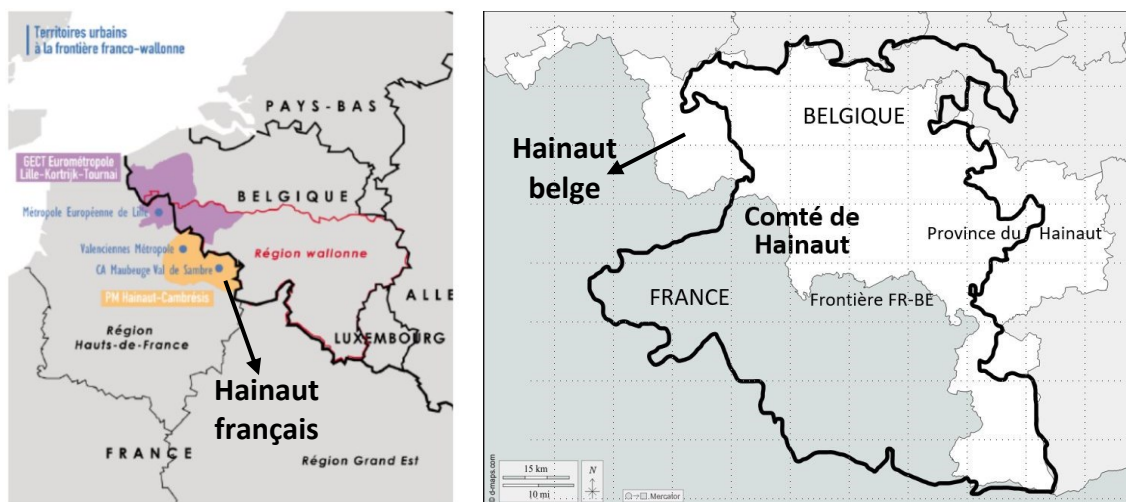 Territoires urbains
à la frontière franco-wallonne
PAYS-BAS
GECT Eurométropole
Lille-Kortrijk-Tournai
BELGIQUE
Métropole Européenne de Lille
Valenciennes Métropole
Région wallonne
CA Maubeuge Val de Sambre
PM Hainaut-Cambrésis
ALLE
Région
Hauts-de-France
LUXEMBOURG
Hainaut
français
FRANCE
Région Grand Est
BELGIQUE
Hainaut
belge
Comté de
Hainaut
Province du Hainaut
FRANCE
Frontière FR-BE
15 km
10 mi
N
© d-maps.com
Mercator